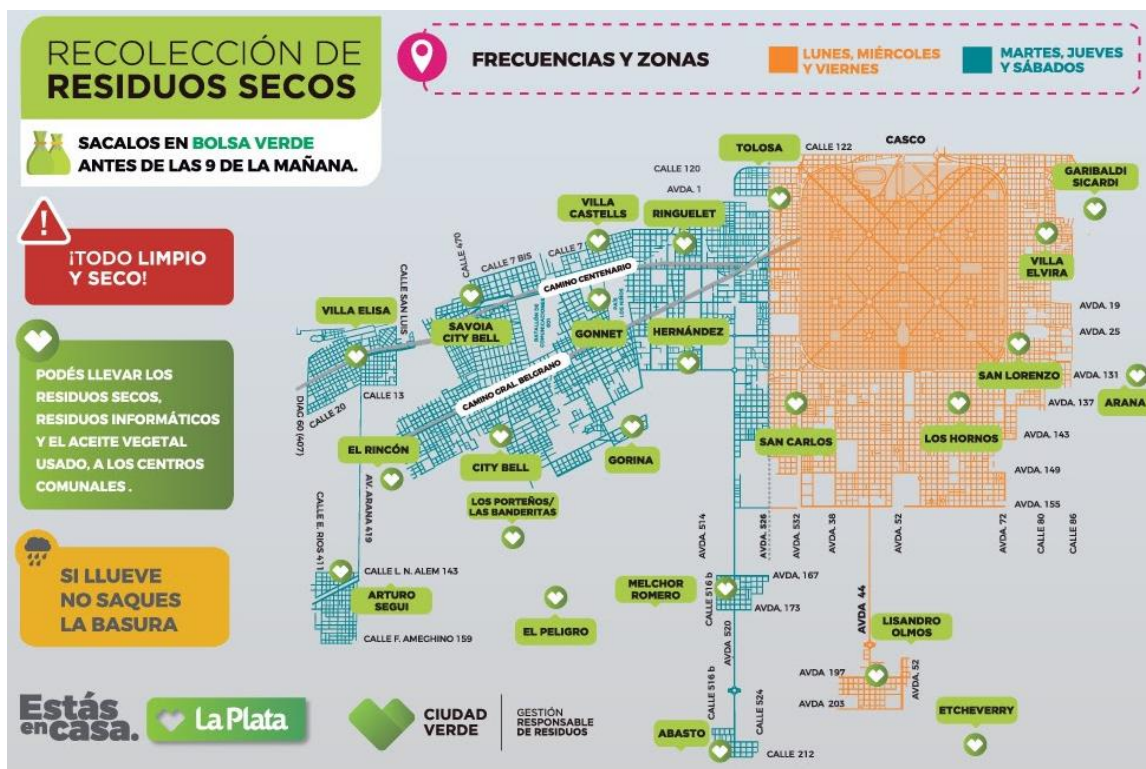 RECOLECCIÓN DE
RESIDUOS SECOS
SACALOS EN BOLSA VERDE
ANTES DE LAS 9 DE LA MAÑANA.
FRECUENCIAS Y ZONAS
LUNES, MIÉRCOLES
Y VIERNES
MARTES, JUEVES
Y SÁBADOS
¡TODO LIMPIO
Y SECO!
PODÉS LLEVAR LOS
RESIDUOS SECOS,
RESIDUOS INFORMÁTICOS
Y EL ACEITE VEGETAL
USADO, A LOS CENTROS
COMUNALES .
SI LLUEVE
NO SAQUES
LA BASURA
TOLOSA
CALLE 122
CASCO
CALLE 120
AVDA. 1
GARIBALDI
SICARDI
VILLA
CASTELLS
RINGUELET
CALLE 470
CALLE 7 BIS
CALLE 7
CAMINO CENTENARIO
VILLA
ELVIRA
CALLE SAN LUIS
VILLA ELISA
SAVOIA
CITY BELL
BATALLÓN DE
COMUNICACIONES
601
GONNET
HERNÁNDEZ
AVDA. 19
AVDA. 25
SAN LORENZO
AVDA. 131
ARANA
CAMINO GRAL. BELGRANO
CALLE 13
CALLE 20
DIAG 60 (407)
AVDA. 137
SAN CARLOS
LOS HORNOS
AVDA. 143
EL RINCÓN
CITY BELL
GORINA
AVDA. 149
AVDA. 155
LOS PORTEÑOS/
LAS BANDERITAS
AV. ARANA 419
CALLE E. RIOS 411
AVDA. 514
AVDA. 526
AVDA. 532
AVDA. 38
AVDA. 52
AVDA. 72
CALLE 80
CALLE 86
CALLE L. N. ALEM 143
ARTURO
SEGUI
CALLE F. AMEGHINO 159
EL PELIGRO
MELCHOR
ROMERO
CALLE 516 b
AVDA, 167
AVDA. 173
AVDA 520
AVDA 44
LISANDRO
OLMOS
AVDA 197
AVDA. 52
AVDA 203
CALLE 516 b
CALLE 524
ABASTO
CALLE 212
ETCHEVERRY
Estás
en casa.
La Plata
CIUDAD
VERDE
GESTIÓN
RESPONSABLE
DE RESIDUOS